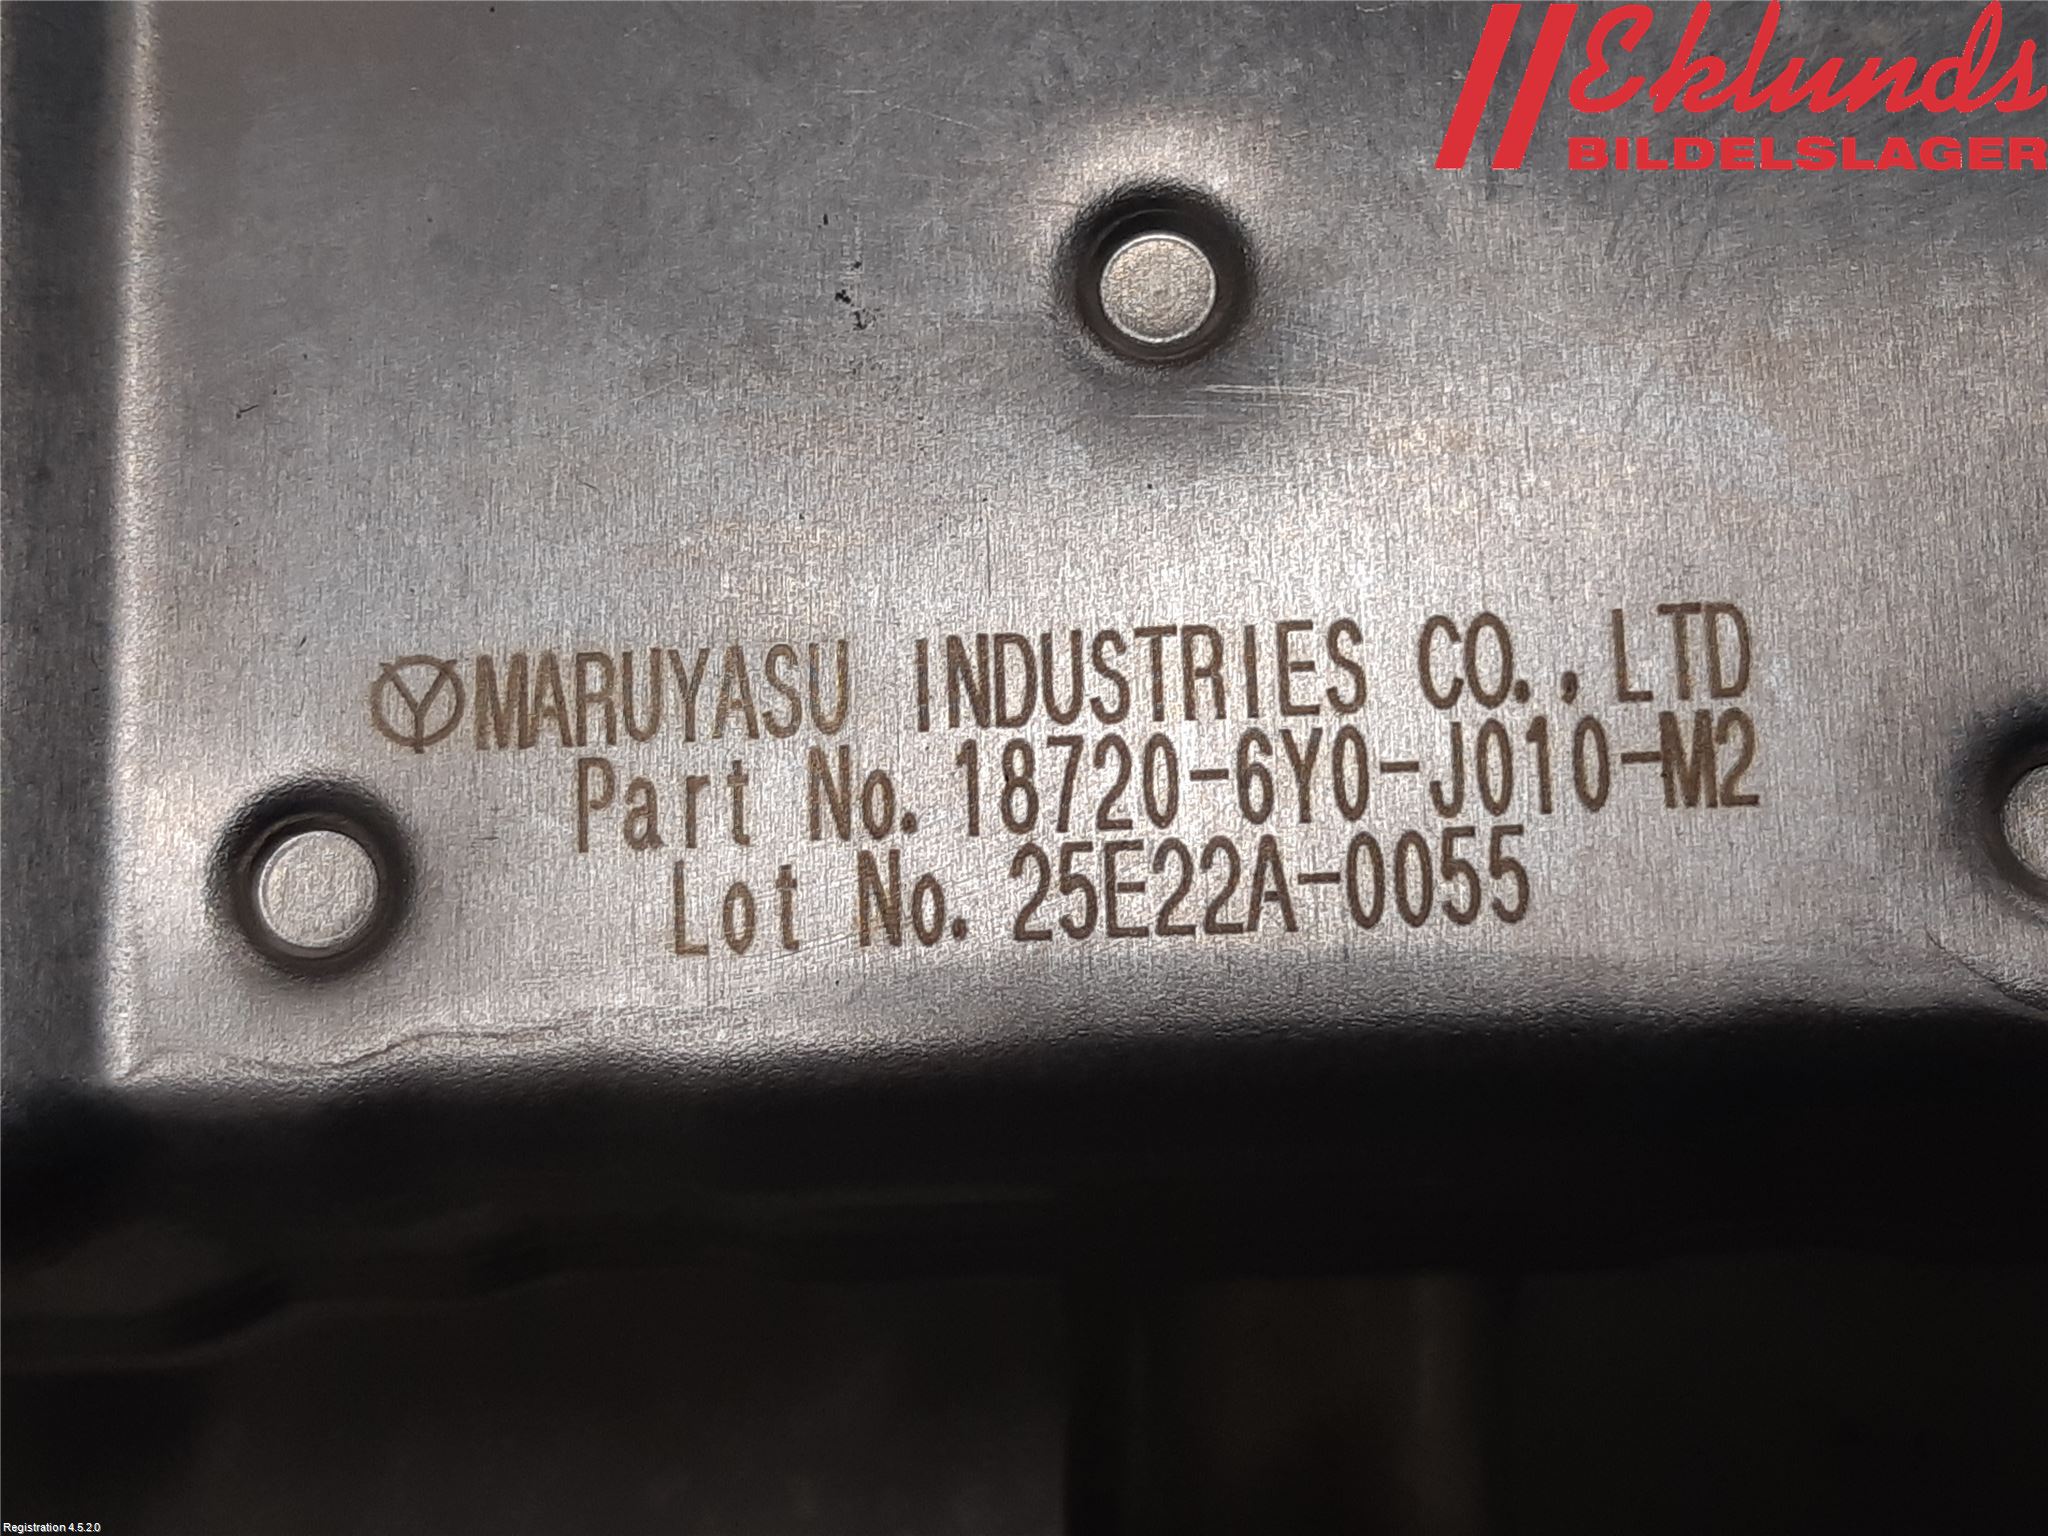 Eklunds
BILDELSLAGER
MARUYASU INDUSTRIES CO.,LTD
Part No. 18720-6Y0-J010-M2
Lot No. 25E22A-0055
Registration 4.5.2.0